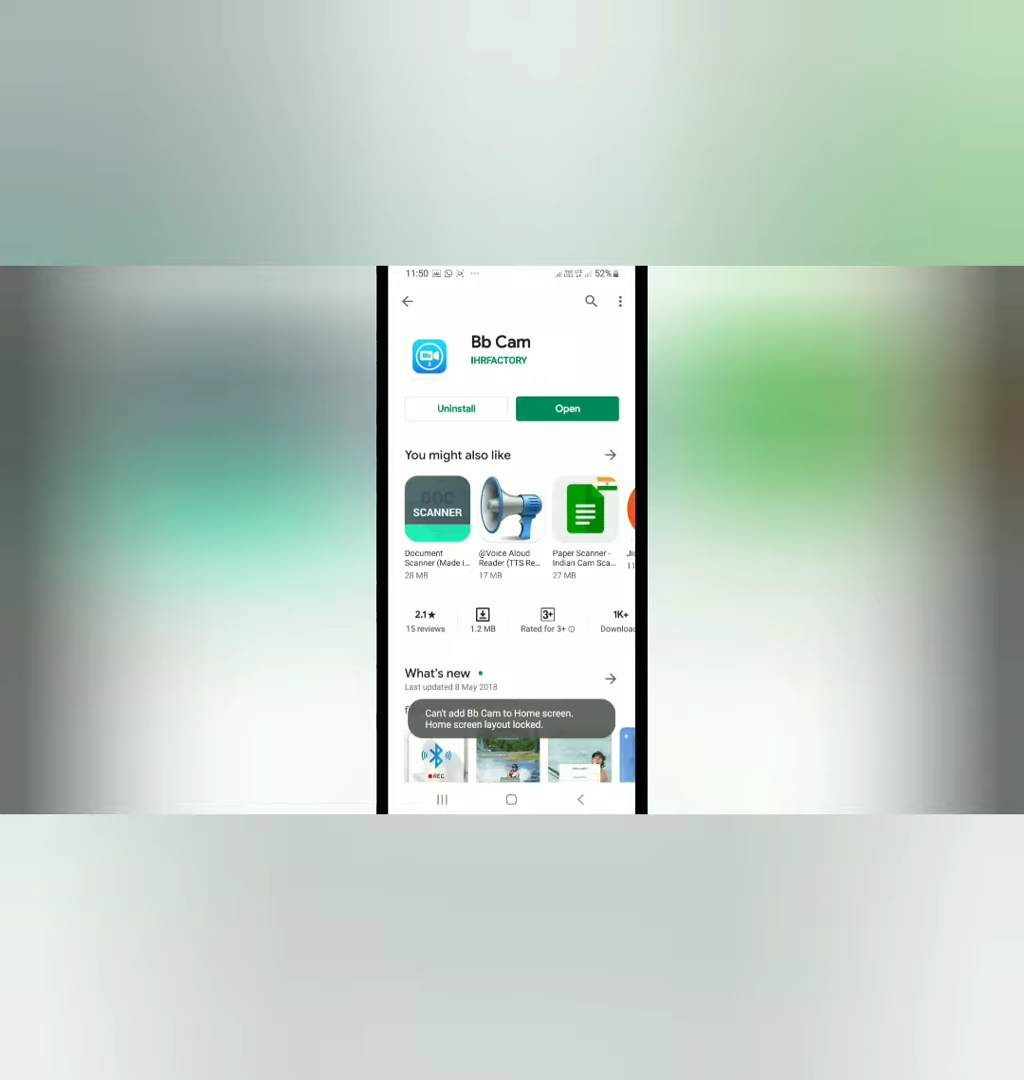 11:50
52%
Bb Cam
IHRFACTORY
Uninstall
Open
You might also like
DOC
SCANNER
Document
Scanner (Made i...
28 MB
@Voice Aloud
Reader (TTS Re...
17 MB
Paper Scanner -
Indian Cam Sca...
27 MB
2.1★
15 reviews
1.2 MB
3+
Rated for 3+
1K+
What's new
Last updated 8 May 2018
Can't add Bb Cam to Home screen.
Home screen layout locked.
REC